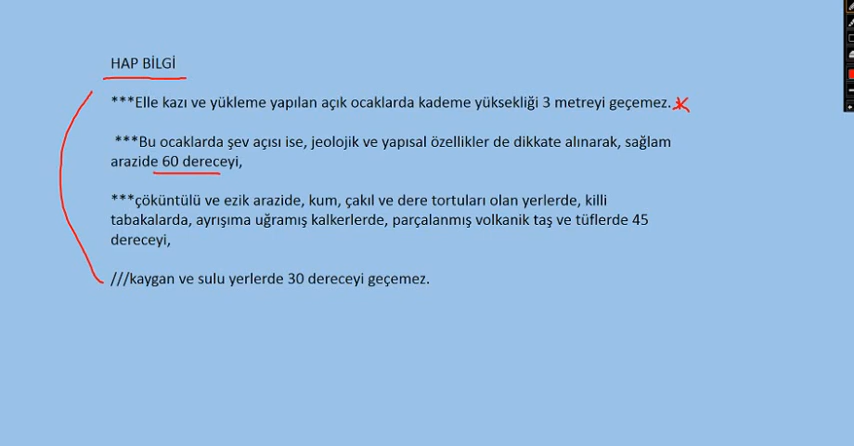 HAP BİLGİ
***Elle kazı ve yükleme yapılan açık ocaklarda kademe yüksekliği 3 metreyi geçemez.
***Bu ocaklarda şev açısı ise, jeolojik ve yapısal özellikler de dikkate alınarak, sağlam
arazide 60 dereceyi,
***çöküntülü ve ezik arazide, kum, çakıl ve dere tortuları olan yerlerde, killi
tabakalarda, ayrışıma uğramış kalkerlerde, parçalanmış volkanik taş ve tüflerde 45
dereceyi,
///kaygan ve sulu yerlerde 30 dereceyi geçemez.